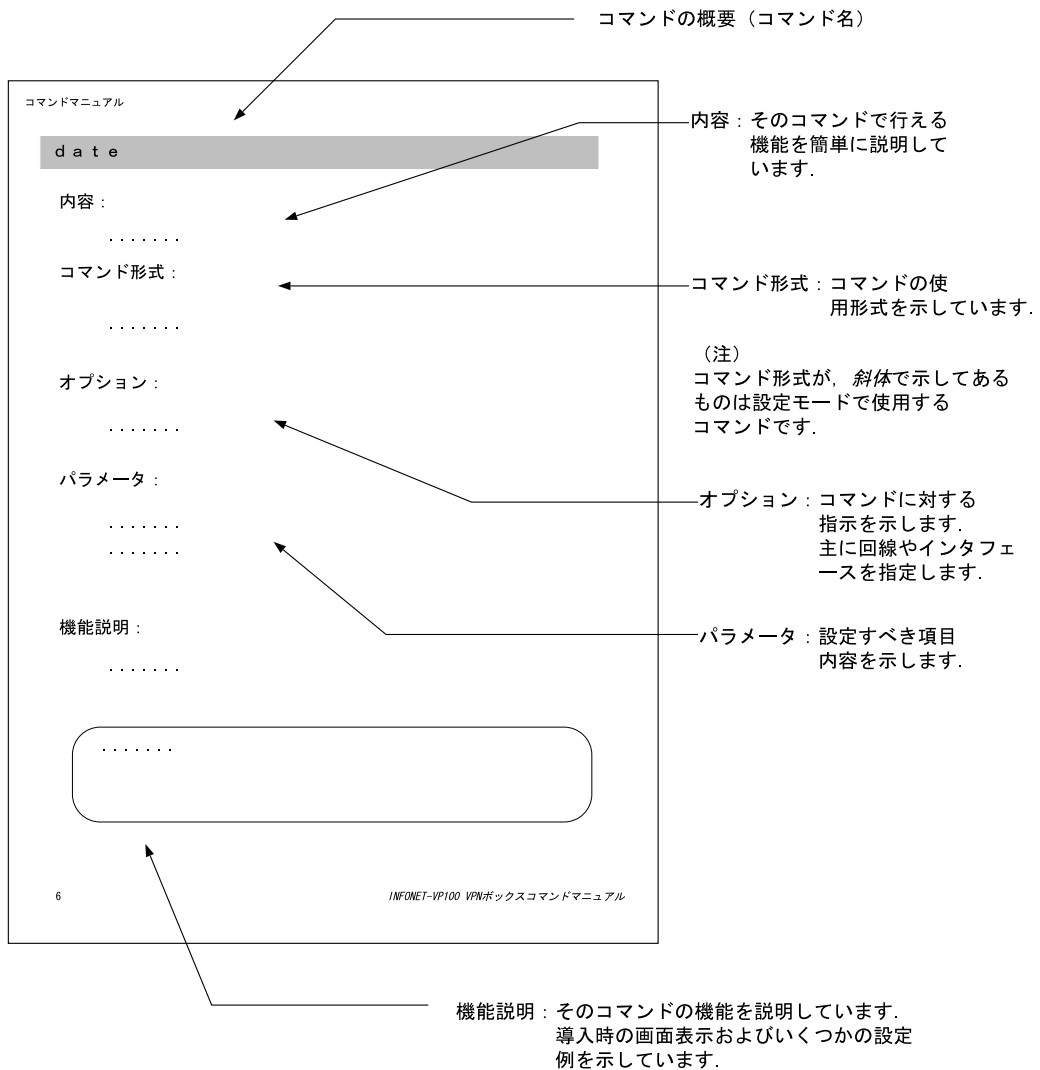 コマンドの概要（コマンド名）
コマンドマニュアル
ｄａｔｅ
内容：
.......
コマンド形式：
.......
オプション：
.......
パラメータ：
.......
.......
機能説明：
.......
.......
6
INFONET-VP100 VPNボックスコマンドマニュアル
内容：そのコマンドで行える
機能を簡単に説明して
います．
コマンド形式：コマンドの使
用形式を示しています．
（注）
コマンド形式が，斜体で示してある
ものは設定モードで使用する
コマンドです．
オプション：コマンドに対する
指示を示します．
主に回線やインタフェ
ースを指定します．
パラメータ：設定すべき項目
内容を示します．
機能説明：そのコマンドの機能を説明しています．
導入時の画面表示およびいくつかの設定
例を示しています．